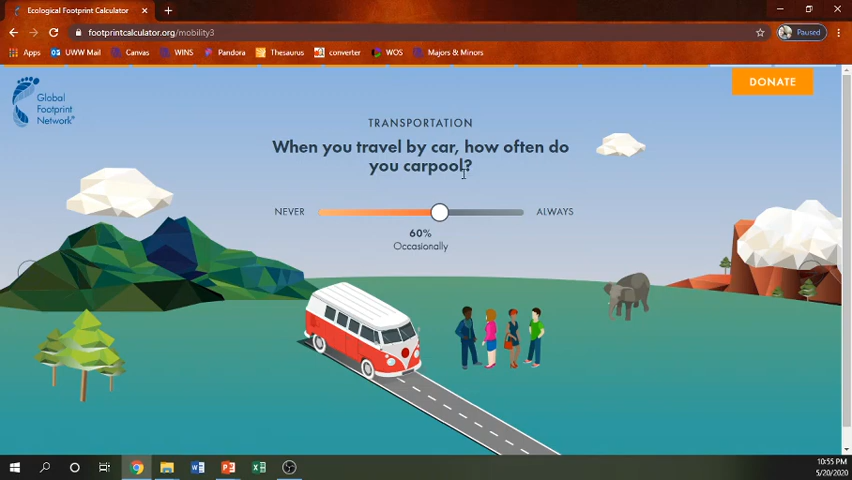 Ecological Footprint Calculator
footprintcalculator.org/mobility3
Paused
Apps
UWW Mail
Canvas
WINS
Pandora
Thesaurus
converter
WOS
Majors & Minors
DONATE
Global
Footprint
Network
TRANSPORTATION
When you travel by car, how often do
you carpool?
NEVER
ALWAYS
60%
Occasionally
10:55 PM
5/20/2020